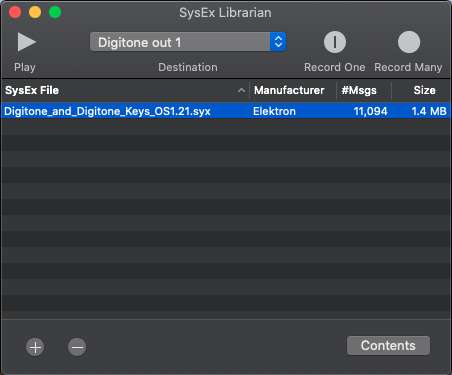 SysEx Librarian
Digitone out 1
Play
Destination
Record One
Record Many
SysEx File
Manufacturer
#Msgs
Size
Digitone_and_Digitone_Keys_OS1.21.syx
Elektron
11,094
1.4 MB
Contents